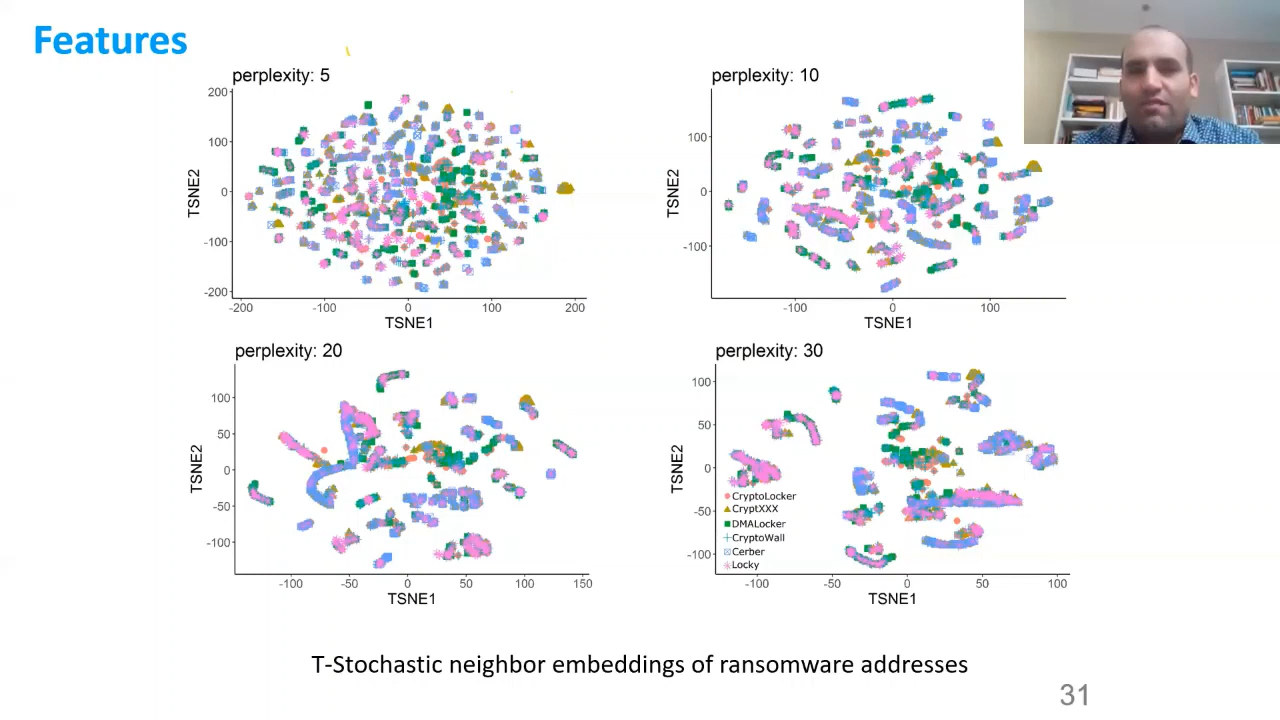 Features
perplexity: 5
200
100
0
-100
-200
TSNE2
-200
-100
0
100
200
TSNE1
perplexity: 10
100
0
-100
TSNE2
-100
0
100
TSNE1
perplexity: 20
100
50
0
-50
-100
TSNE2
-100
-50
0
50
100
150
TSNE1
perplexity: 30
100
50
0
-50
-100
TSNE2
CryptoLocker
CryptXXX
DMALocker
CryptoWall
Cerber
Locky
-100
-50
0
50
100
TSNE1
T-Stochastic neighbor embeddings of ransomware addresses
31